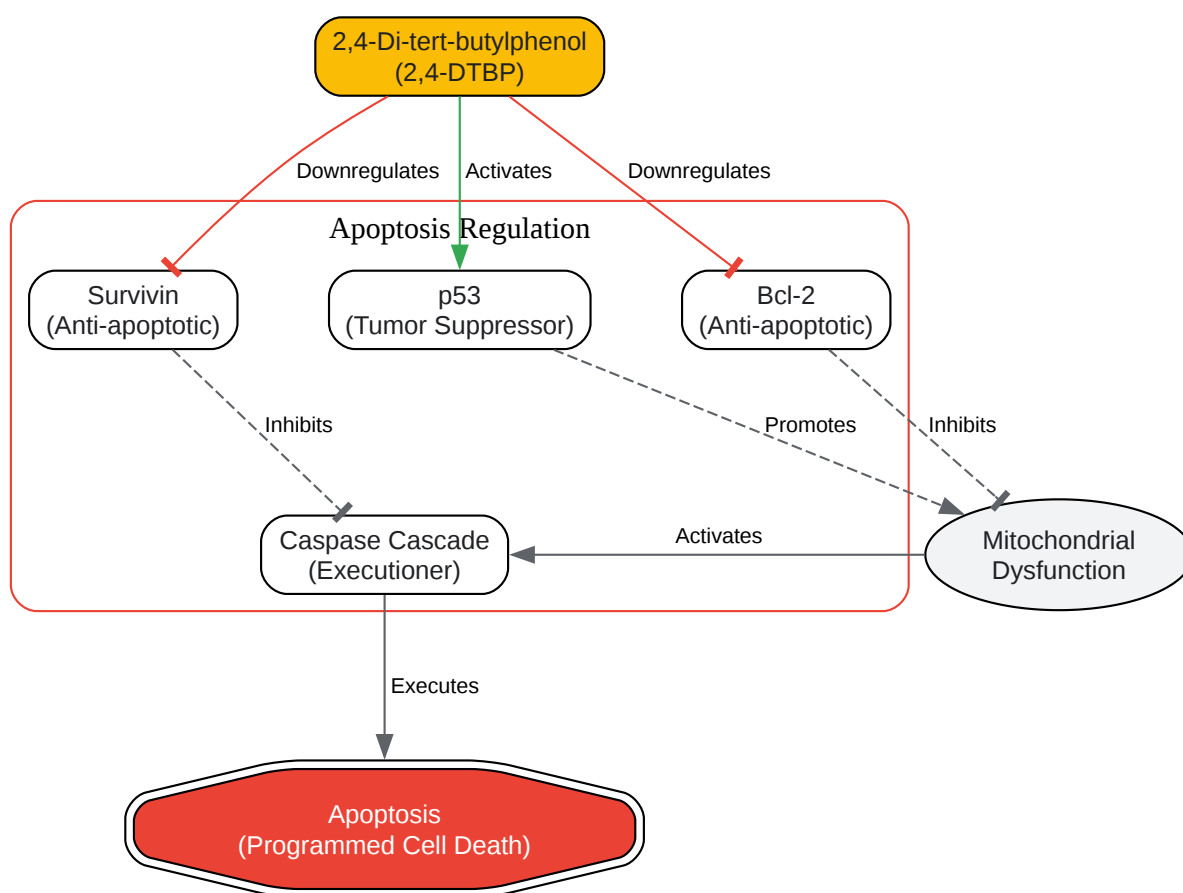 2,4-Di-tert-butylphenol
(2,4-DTBP)
Downregulates
Activates
Downregulates
Apoptosis Regulation
Survivin
(Anti-apoptotic)
p53
(Tumor Suppressor)
Bcl-2
(Anti-apoptotic)
Inhibits
Promotes
Inhibits
Caspase Cascade
(Executioner)
Activates
Mitochondrial
Dysfunction
Executes
Apoptosis
(Programmed Cell Death)